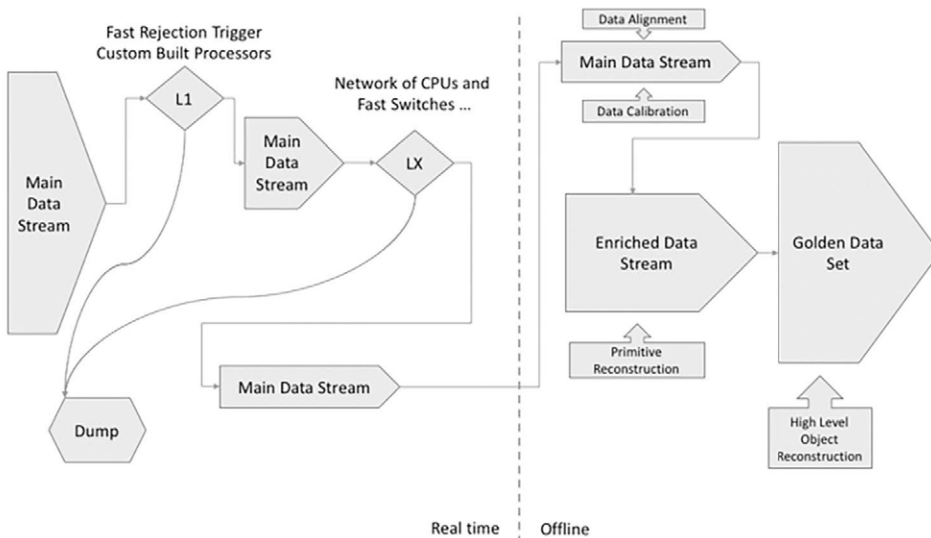 Fast Rejection Trigger
Custom Built Processors
L1
Main
Data
Stream
Main
Data
Stream
Network of CPUs and
Fast Switches ...
LX
Main Data Stream
Dump
Real time
Data Alignment
Main Data Stream
Data Calibration
Enriched Data
Stream
Primitive
Reconstruction
Golden Data
Set
High Level
Object
Reconstruction
Offline